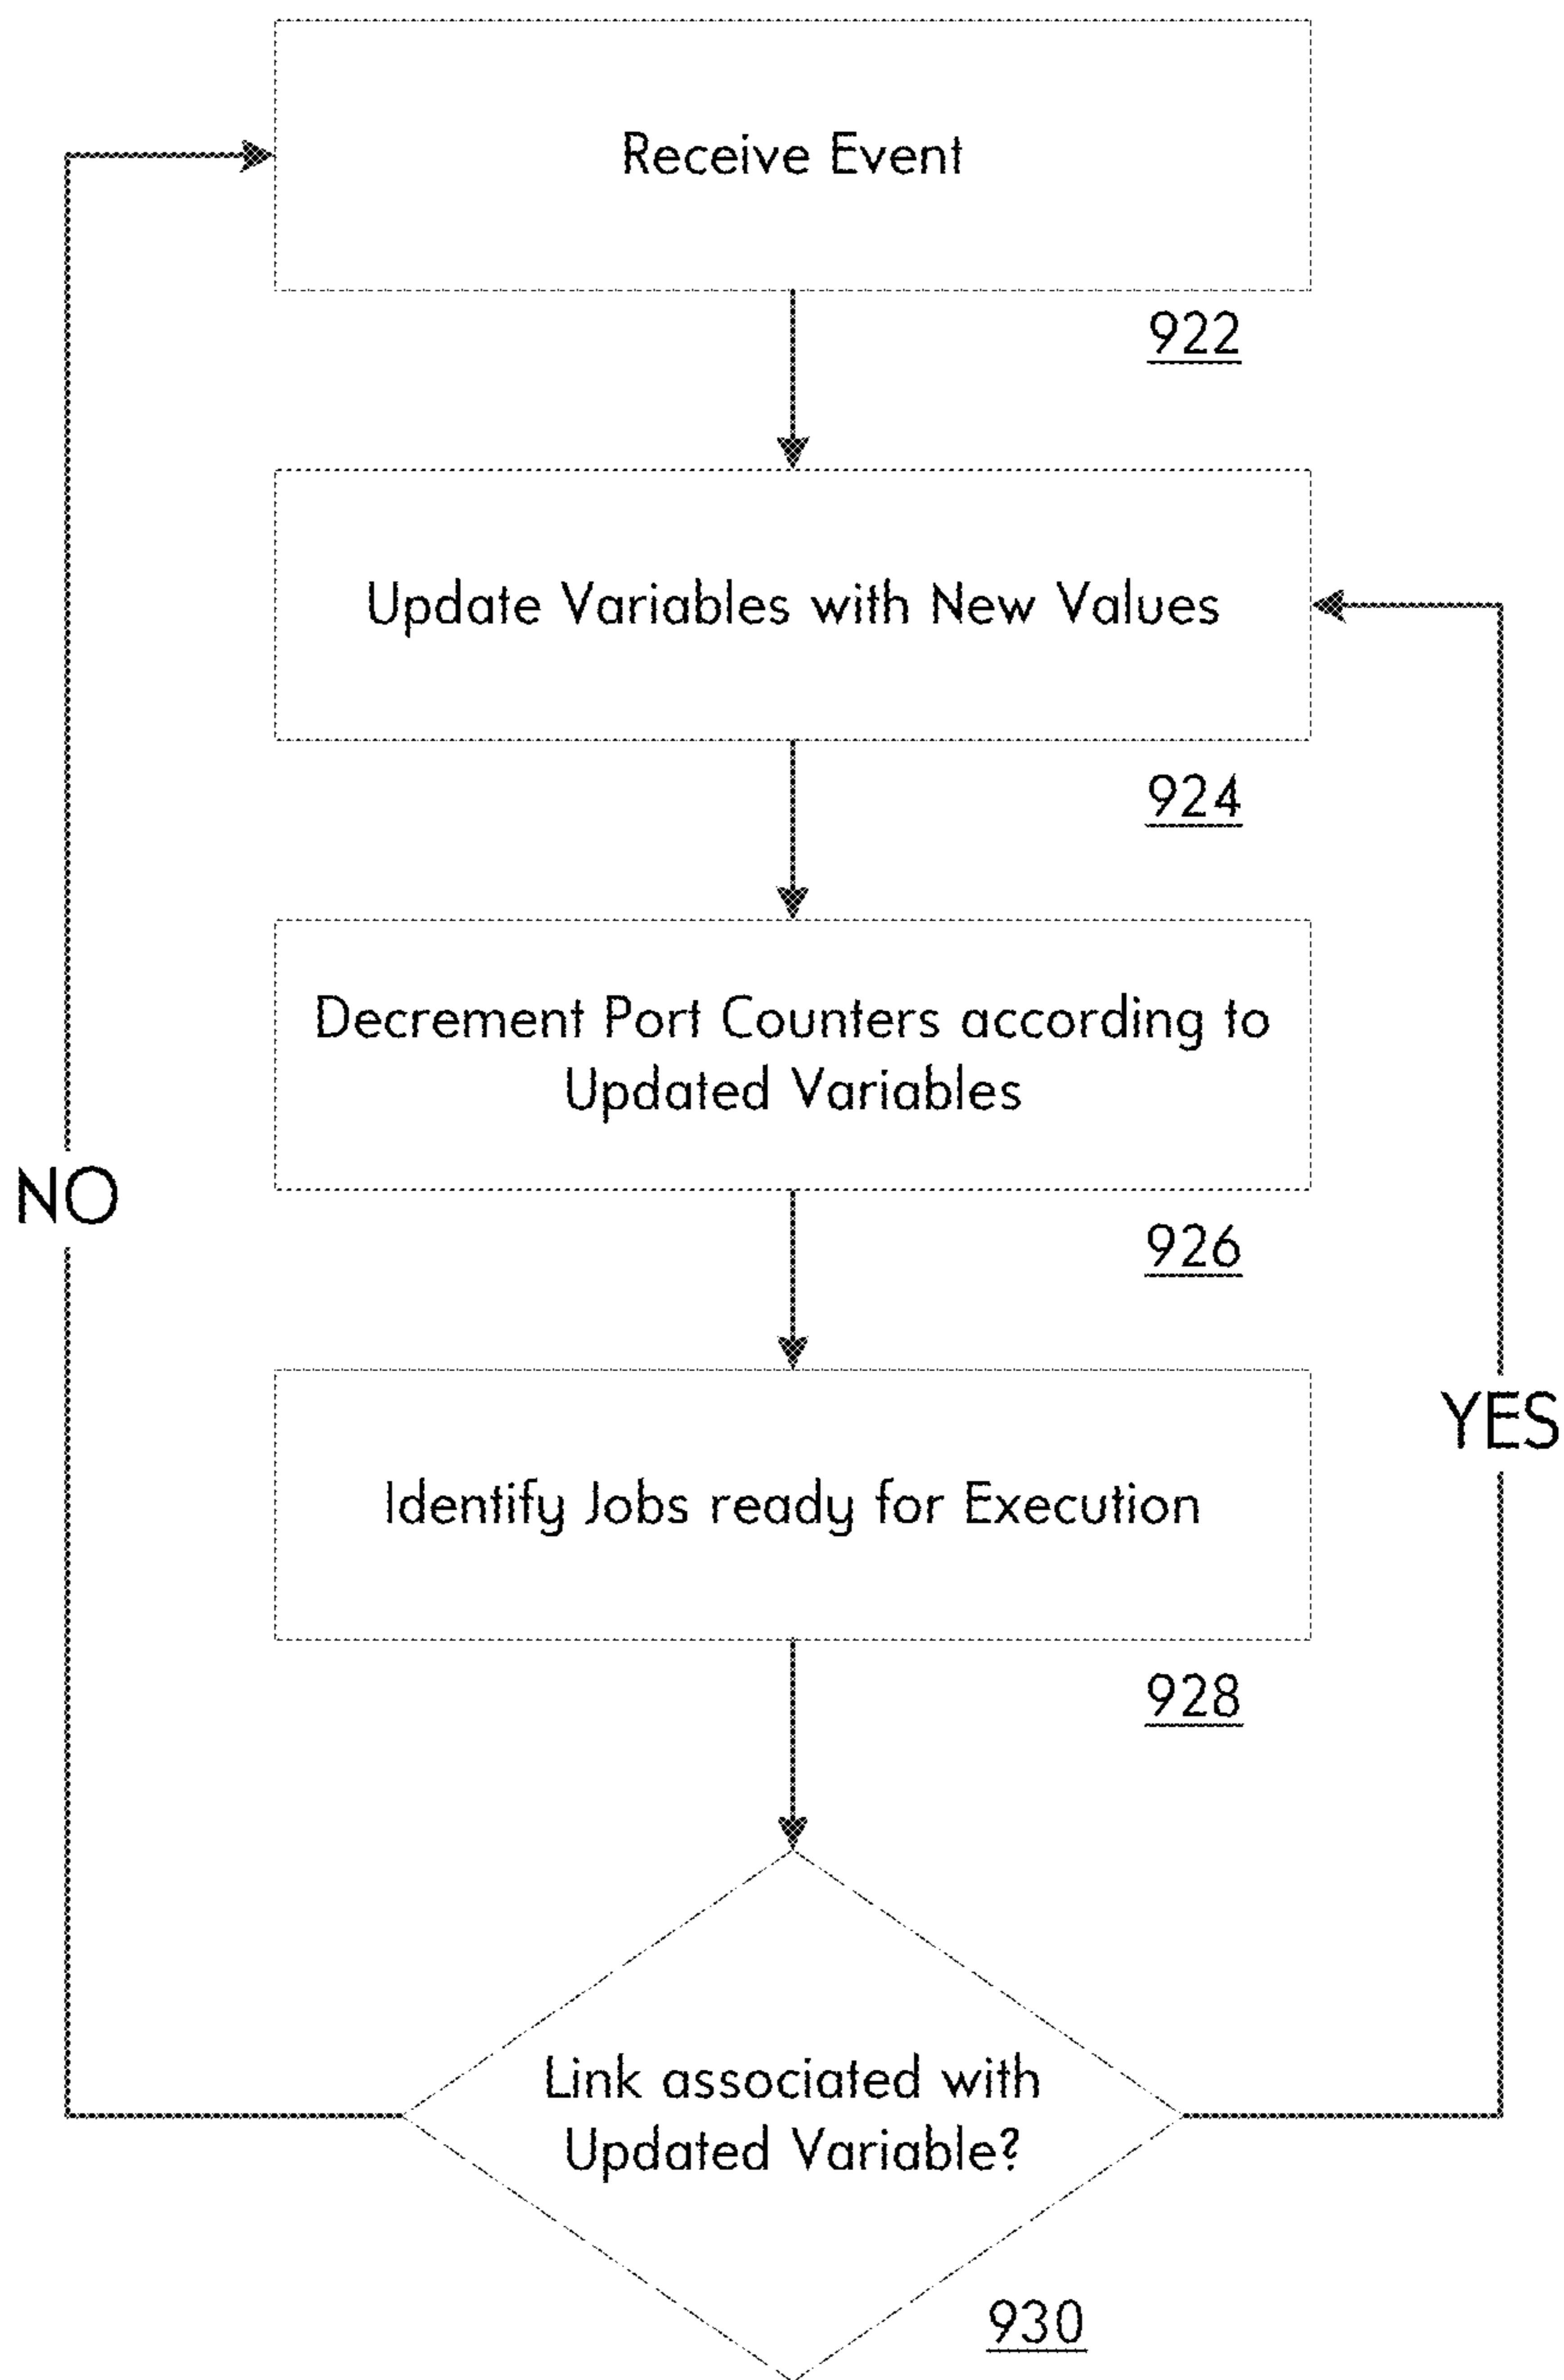 Receive Event
922
Update Variables with New Values
924
Decrement Port Counters according to
Updated Variables
NO
926
YES
Identify Jobs ready for Execution
928
Link associated with
Updated Variable?
930